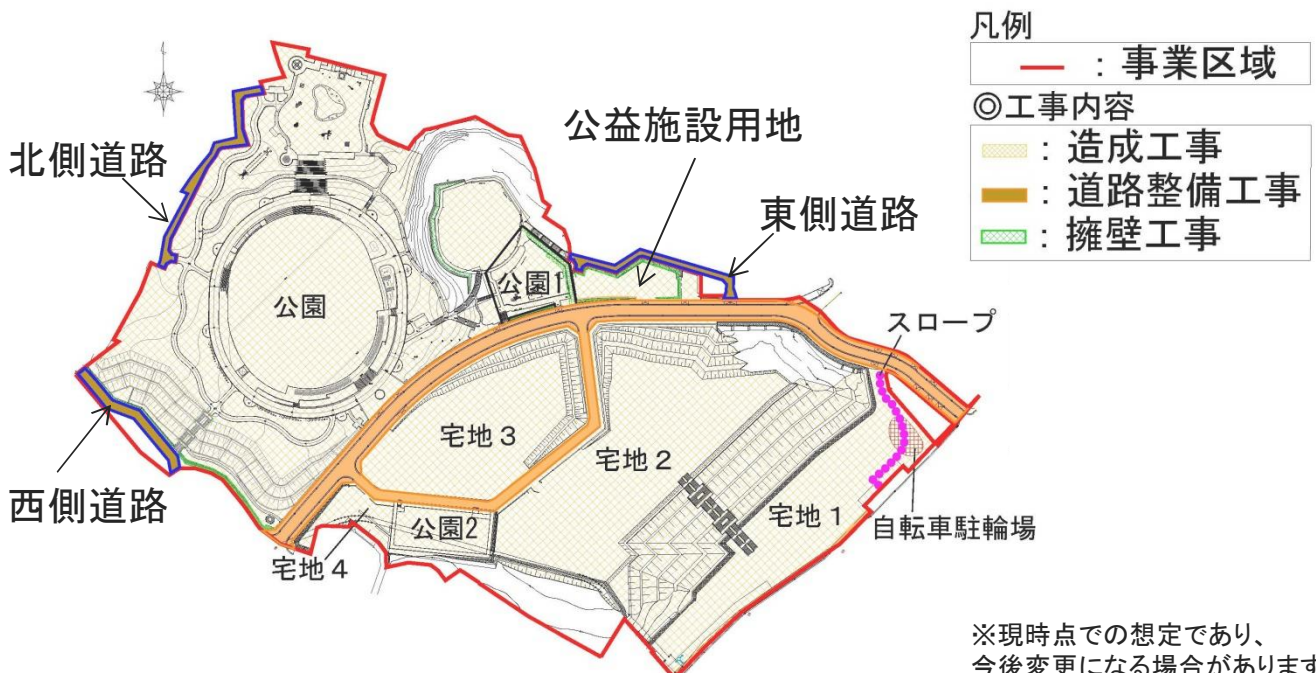 凡例
：事業区域
◎工事内容
：造成工事
：道路整備工事
：擁壁工事
公益施設用地
北側道路
東側道路
公園1
公園
スロープ
宅地３
宅地２
宅地１
西側道路
公園2
自転車駐輪場
宅地４
※現時点での想定であり、
今後変更になる場合があります